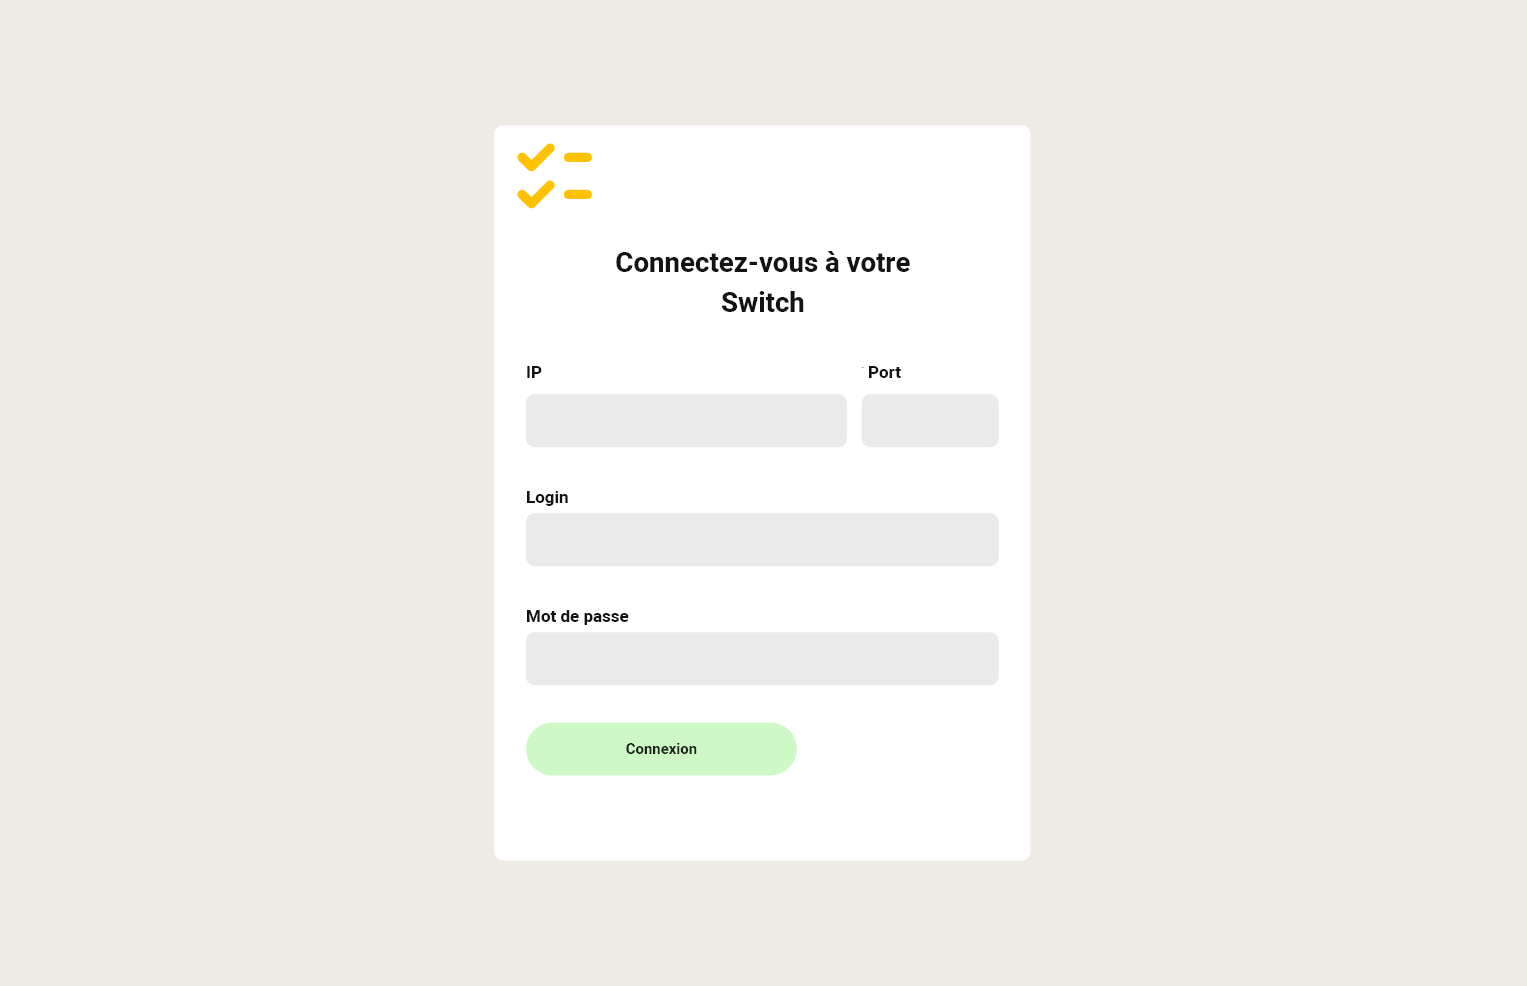 Connectez-vous à votre
Switch
IP
Port
Login
Mot de passe
Connexion